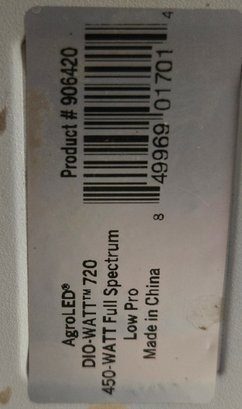 AgroLED®
DIO-WATT™ 720
450-WATT Full Spectrum
Low Pro
Made in China
Product # 906420
8 49969 01701 4